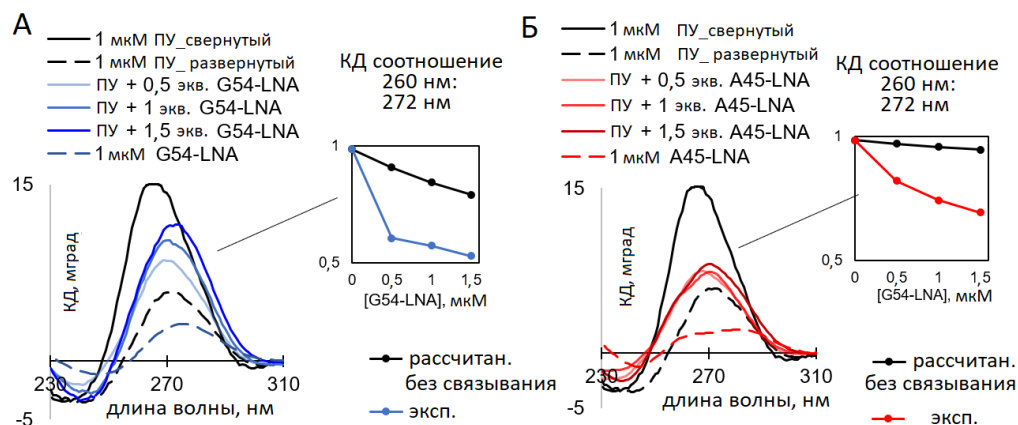 А
1 мкМ ПУ_свернутый
1 мкМ ПУ_ развернутый
ПУ + 0,5 экв. G54-LNA
ПУ + 1 экв. G54-LNA
ПУ + 1,5 экв. G54-LNA
1 мкМ G54-LNA
КД соотношение
260 нм:
272 нм
1
0,5
0
0,5
1
1,5
[G54-LNA], мкМ
15
КД, мград
-5
230
270
310
длина волны, нм
рассчитан.
без связывания
эксп.
Б
1 мкМ ПУ_свернутый
1 мкМ ПУ_ развернутый
ПУ + 0,5 экв. A45-LNA
ПУ + 1 экв. A45-LNA
ПУ + 1,5 экв. A45-LNA
1 мкМ A45-LNA
КД соотношение
260 нм:
272 нм
1
0,5
0
0,5
1
1,5
[G54-LNA], мкМ
15
КД, мград
-5
230
270
310
длина волны, нм
рассчитан.
без связывания
эксп.